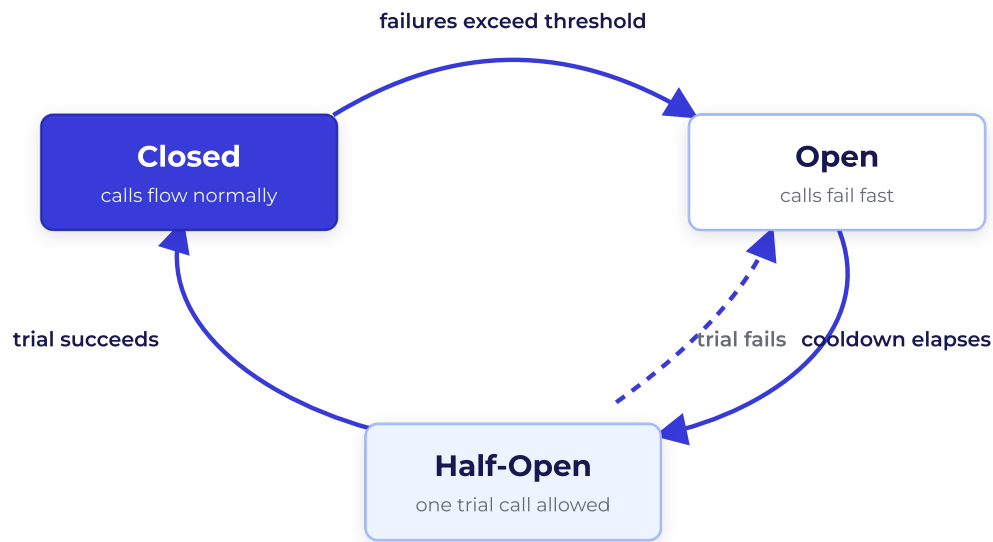 failures exceed threshold
Closed
calls flow normally
Open
calls fail fast
trial succeeds
trial fails
cooldown elapses
Half-Open
one trial call allowed